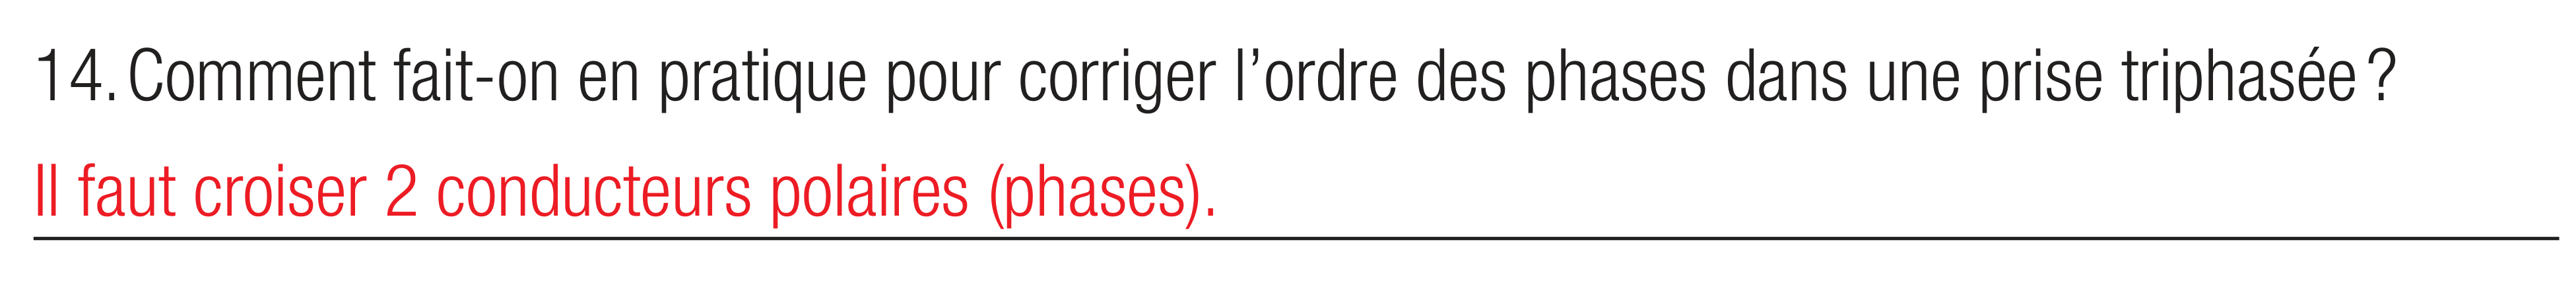 14. Comment fait-on en pratique pour corriger l’ordre des phases dans une prise triphasée ?
Il faut croiser 2 conducteurs polaires (phases).